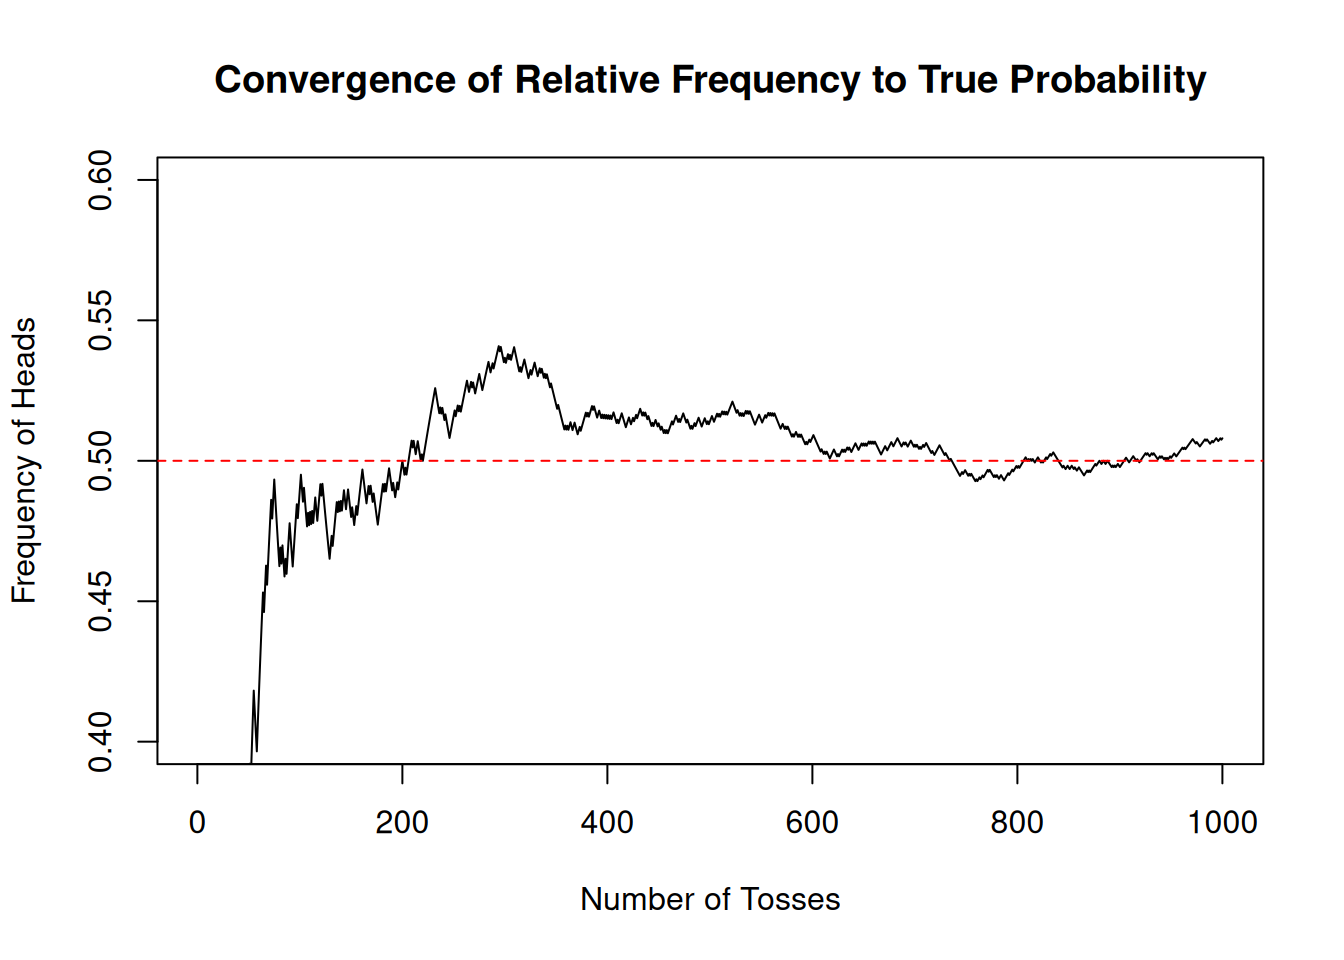 Convergence of Relative Frequency to True Probability
Frequency of Heads
0.60
0.55
0.50
0.45
0.40
0 200 400 600 800 1000
Number of Tosses